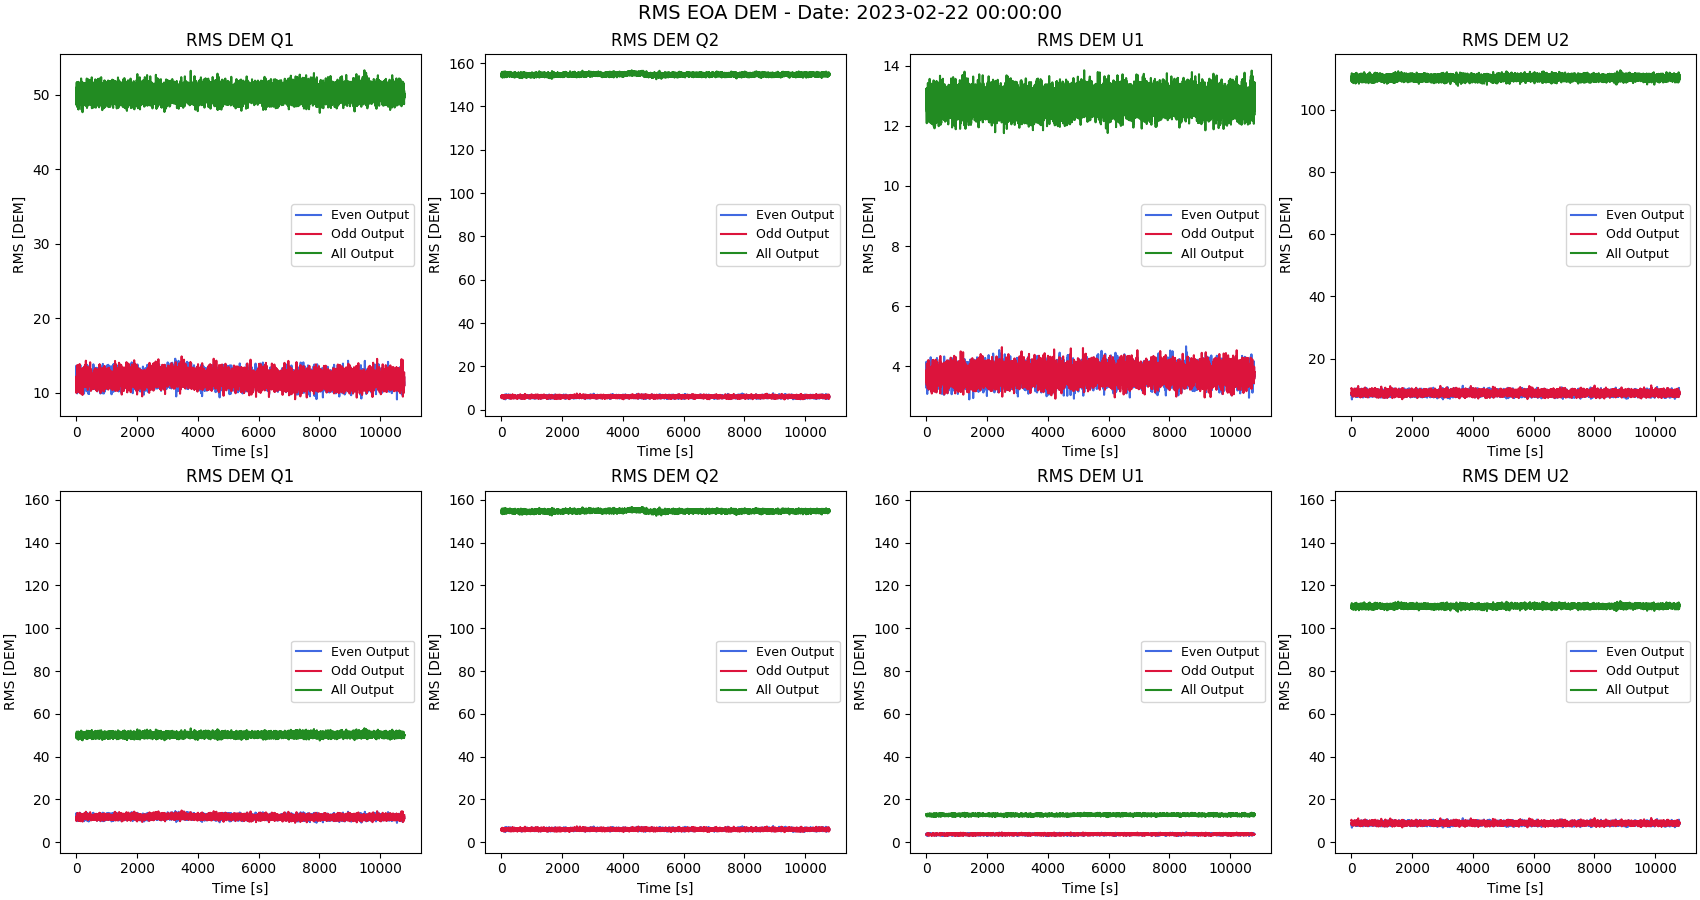 RMS EOA DEM - Date: 2023-02-22 00:00:00
RMS DEM Q1
RMS [DEM]
50
40
30
20
10
Even Output
Odd Output
All Output
0 2000 4000 6000 8000 10000
Time [s]
RMS DEM Q2
RMS [DEM]
160
140
120
100
80
60
40
20
0
Even Output
Odd Output
All Output
0 2000 4000 6000 8000 10000
Time [s]
RMS DEM U1
RMS [DEM]
14
12
10
8
6
4
Even Output
Odd Output
All Output
0 2000 4000 6000 8000 10000
Time [s]
RMS DEM U2
RMS [DEM]
100
80
60
40
20
Even Output
Odd Output
All Output
0 2000 4000 6000 8000 10000
Time [s]
RMS DEM Q1
RMS [DEM]
160
140
120
100
80
60
40
20
0
Even Output
Odd Output
All Output
0 2000 4000 6000 8000 10000
Time [s]
RMS DEM Q2
RMS [DEM]
160
140
120
100
80
60
40
20
0
Even Output
Odd Output
All Output
0 2000 4000 6000 8000 10000
Time [s]
RMS DEM U1
RMS [DEM]
160
140
120
100
80
60
40
20
0
Even Output
Odd Output
All Output
0 2000 4000 6000 8000 10000
Time [s]
RMS DEM U2
RMS [DEM]
160
140
120
100
80
60
40
20
0
Even Output
Odd Output
All Output
0 2000 4000 6000 8000 10000
Time [s]